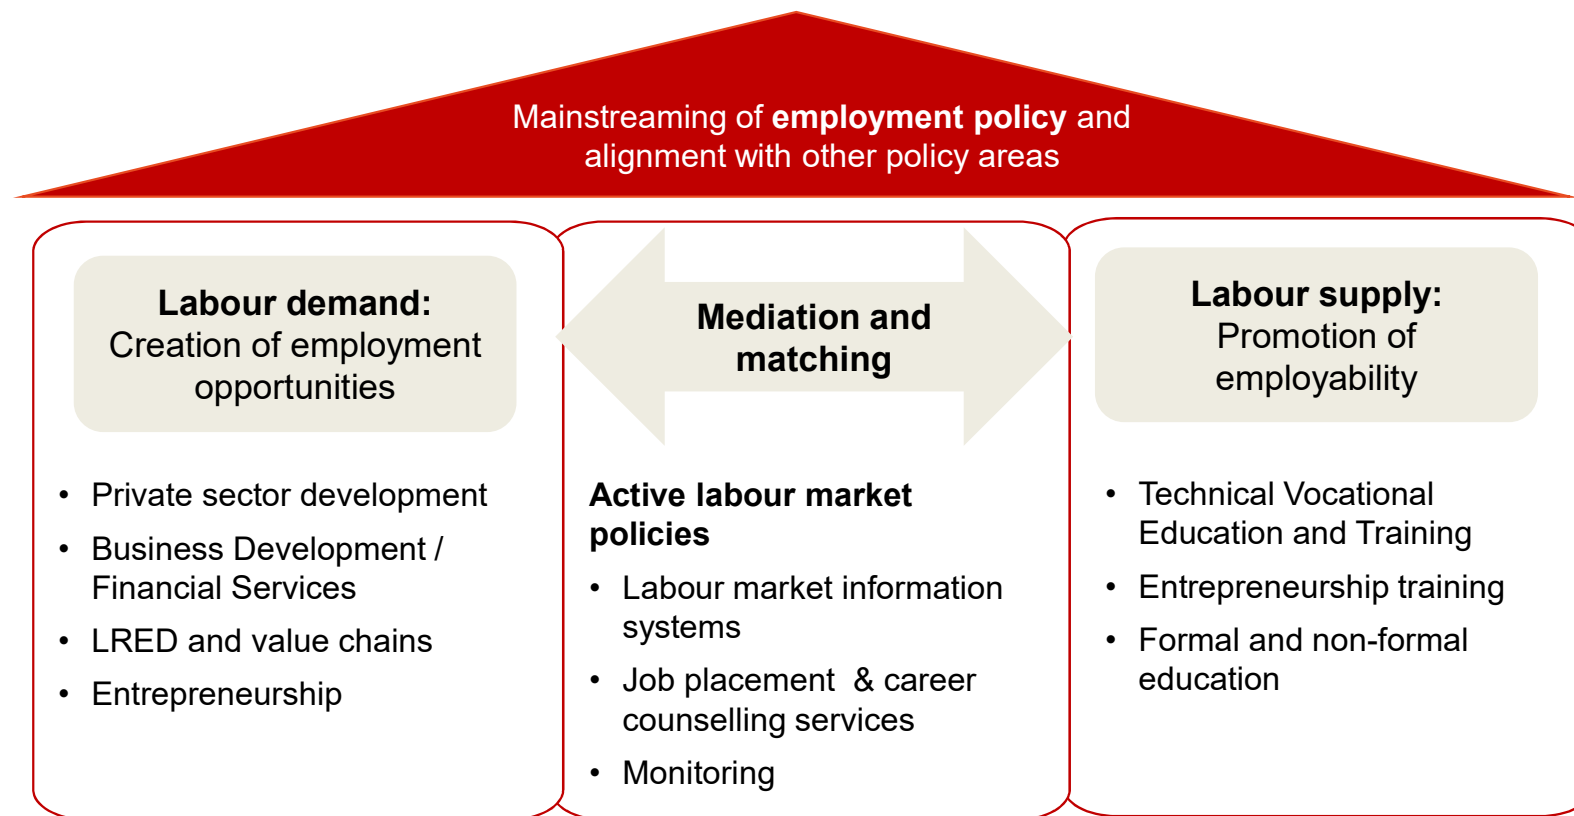 Mainstreaming of employment policy and
alignment with other policy areas
Labour demand:
Creation of employment
opportunities
• Private sector development
• Business Development /
Financial Services
• LRED and value chains
• Entrepreneurship
Mediation and
matching
Active labour market
policies
• Labour market information
systems
• Job placement  & career
counselling services
• Monitoring
Labour supply:
Promotion of
employability
• Technical Vocational
Education and Training
• Entrepreneurship training
• Formal and non-formal
education